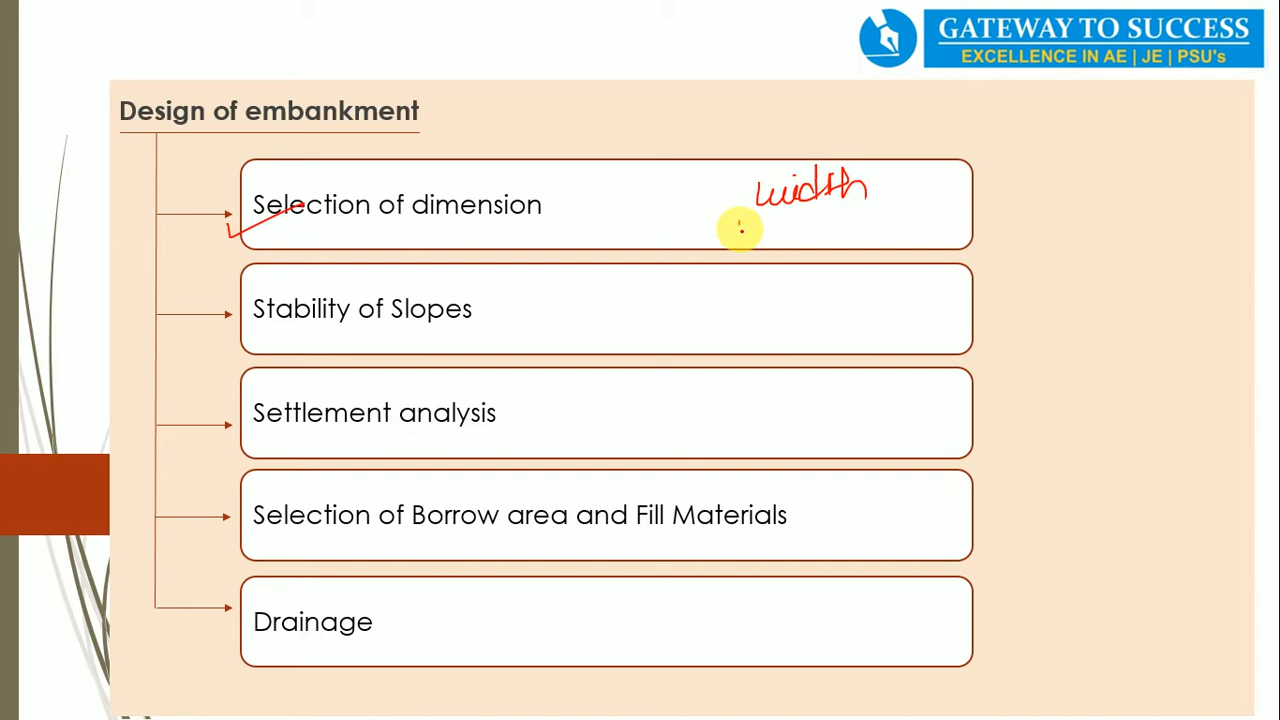 GATEWAY TO SUCCESS
EXCELLENCE IN AE | JE | PSU's
Design of embankment
Selection of dimension
width
Stability of Slopes
Settlement analysis
Selection of Borrow area and Fill Materials
Drainage